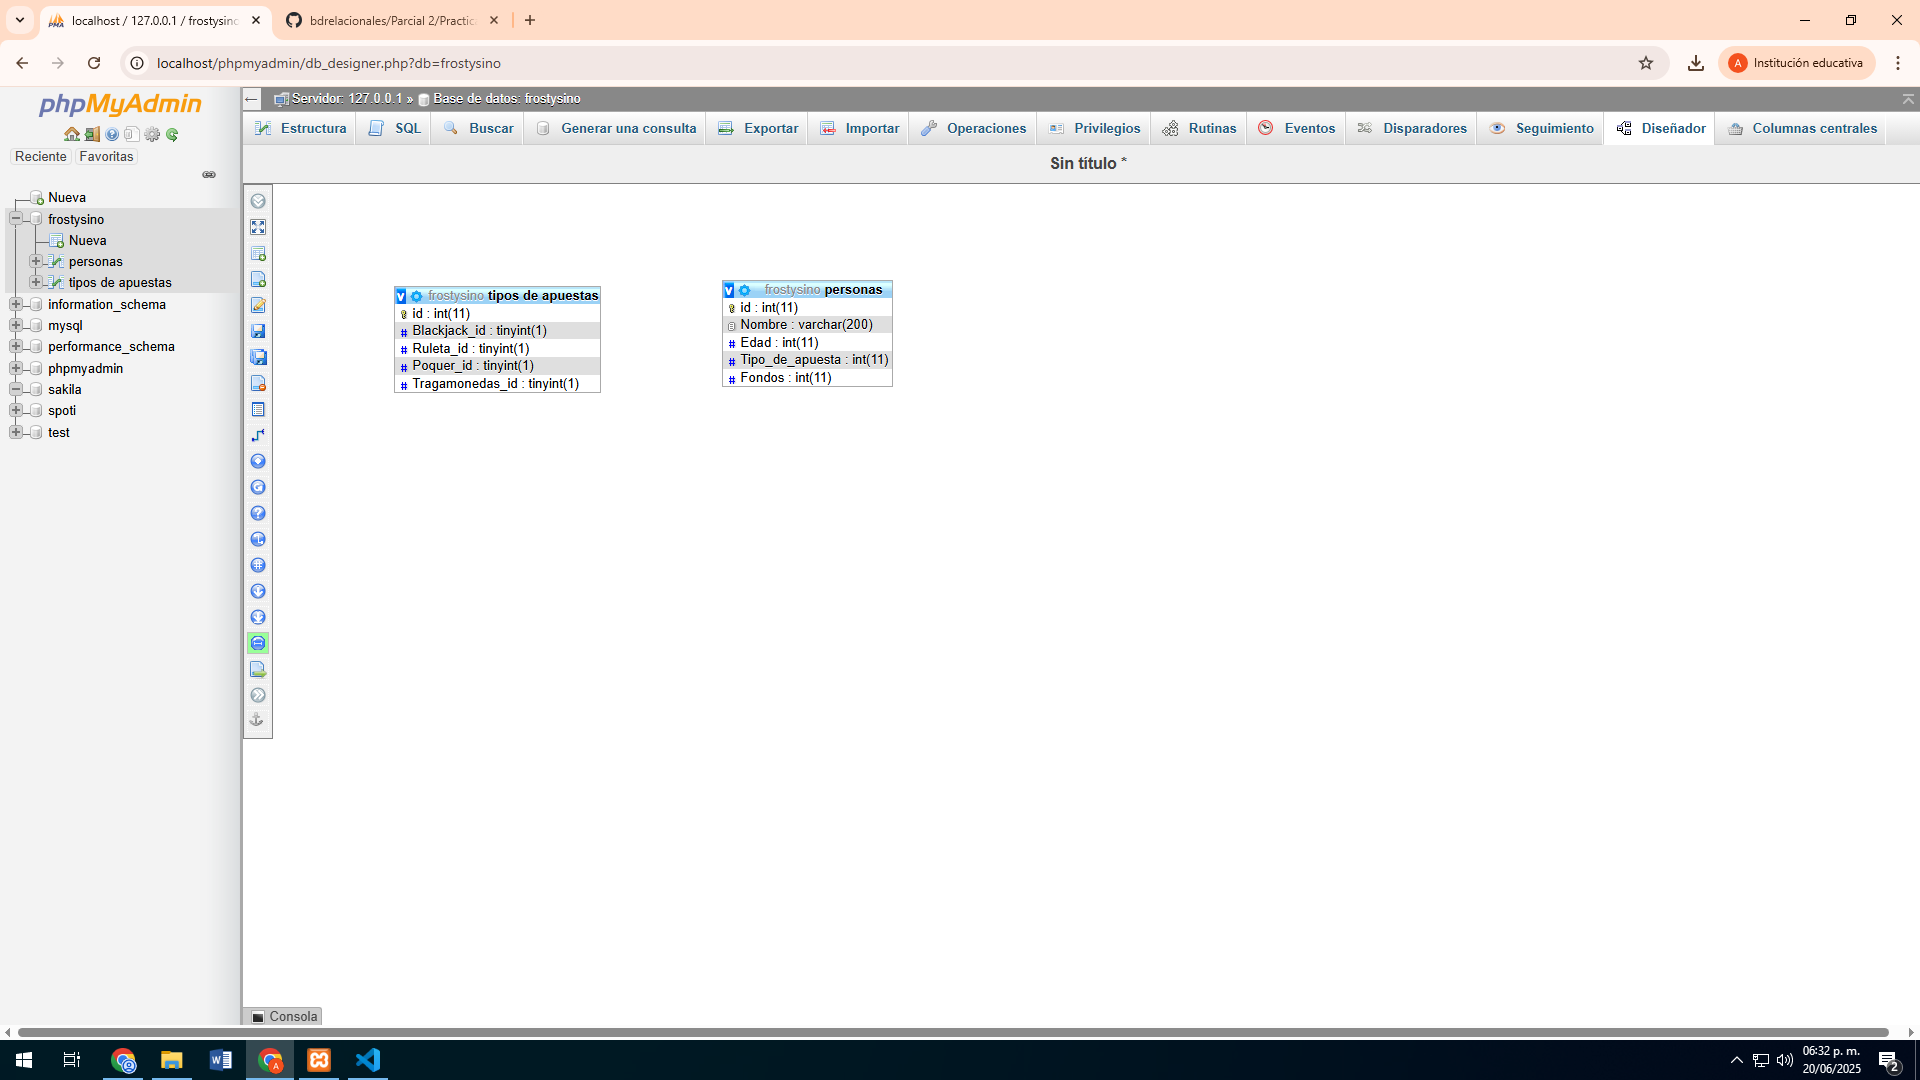 localhost / 127.0.0.1 / frostysino
bdrelacionales/Parcial 2/Practica
localhost/phpmyadmin/db_designer.php?db=frostysino
A Institución educativa
phpMyAdmin
Reciente Favoritas
Nueva
frostysino
Nueva
personas
tipos de apuestas
information_schema
mysql
performance_schema
phpmyadmin
sakila
spoti
test
Servidor: 127.0.0.1 » Base de datos: frostysino
Estructura SQL Buscar Generar una consulta Exportar Importar Operaciones Privilegios Rutinas Eventos Disparadores Seguimiento Diseñador Columnas centrales
Sin título *
v frostysino tipos de apuestas
id : int(11)
# Blackjack_id : tinyint(1)
# Ruleta_id : tinyint(1)
# Poquer_id : tinyint(1)
# Tragamonedas_id : tinyint(1)
v frostysino personas
id : int(11)
Nombre : varchar(200)
# Edad : int(11)
# Tipo_de_apuesta : int(11)
# Fondos : int(11)
Consola
06:32 p. m.
20/06/2025
2